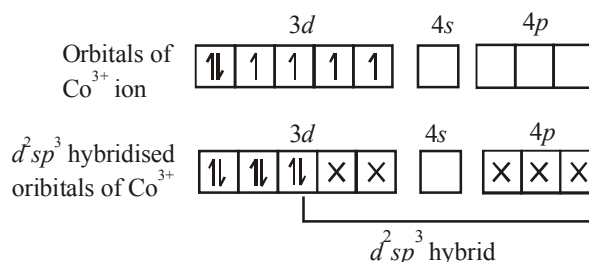 3d 4s 4p
Orbitals of
Co³⁺ ion
3d 4s 4p
d²sp³ hybridised
oribitals of Co³⁺
d²sp³ hybrid